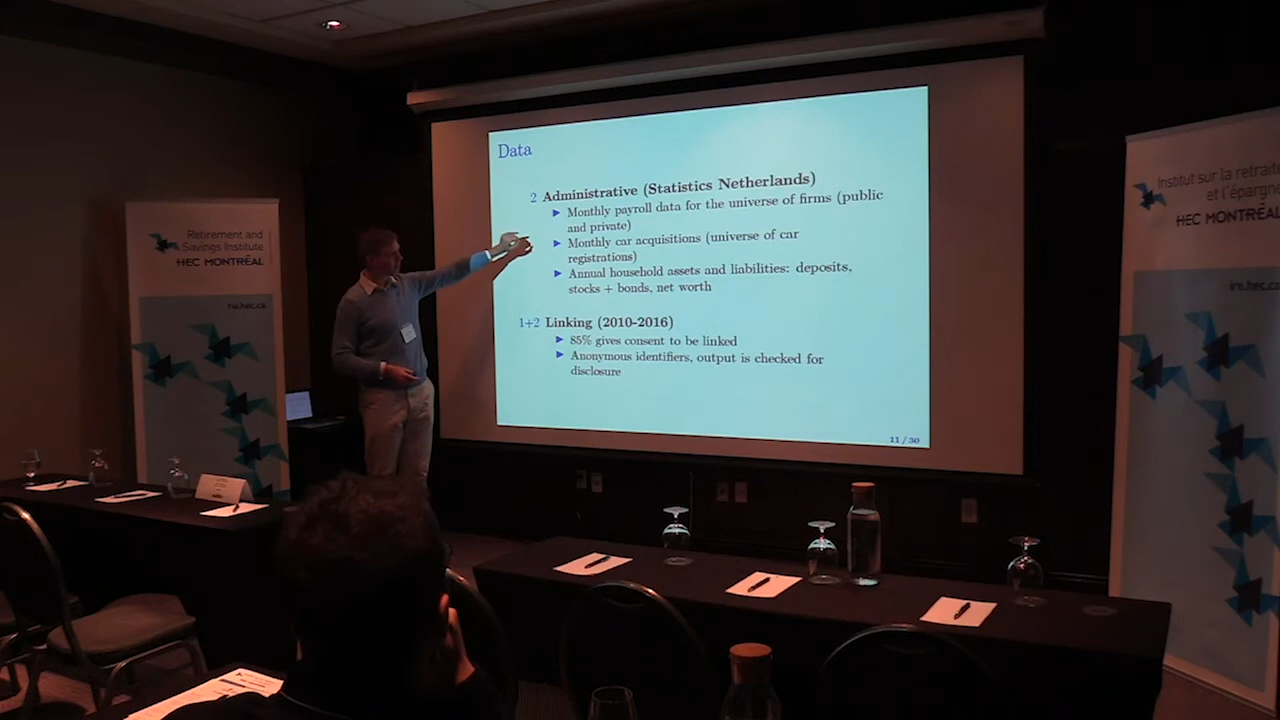 Data
2 Administrative (Statistics Netherlands)
▶ Monthly payroll data for the universe of firms (public
and private)
▶ Monthly car acquisitions (universe of car
registrations)
▶ Annual household assets and liabilities: deposits,
stocks + bonds, net worth
1+2 Linking (2010-2016)
▶ 85% gives consent to be linked
▶ Anonymous identifiers, output is checked for
disclosure
11 / 30
Retirement and
Savings Institute
HEC MONTRÉAL
rsi.hec.ca
Institut sur la retraite
et l'épargne
HEC MONTRÉAL
ire.hec.ca